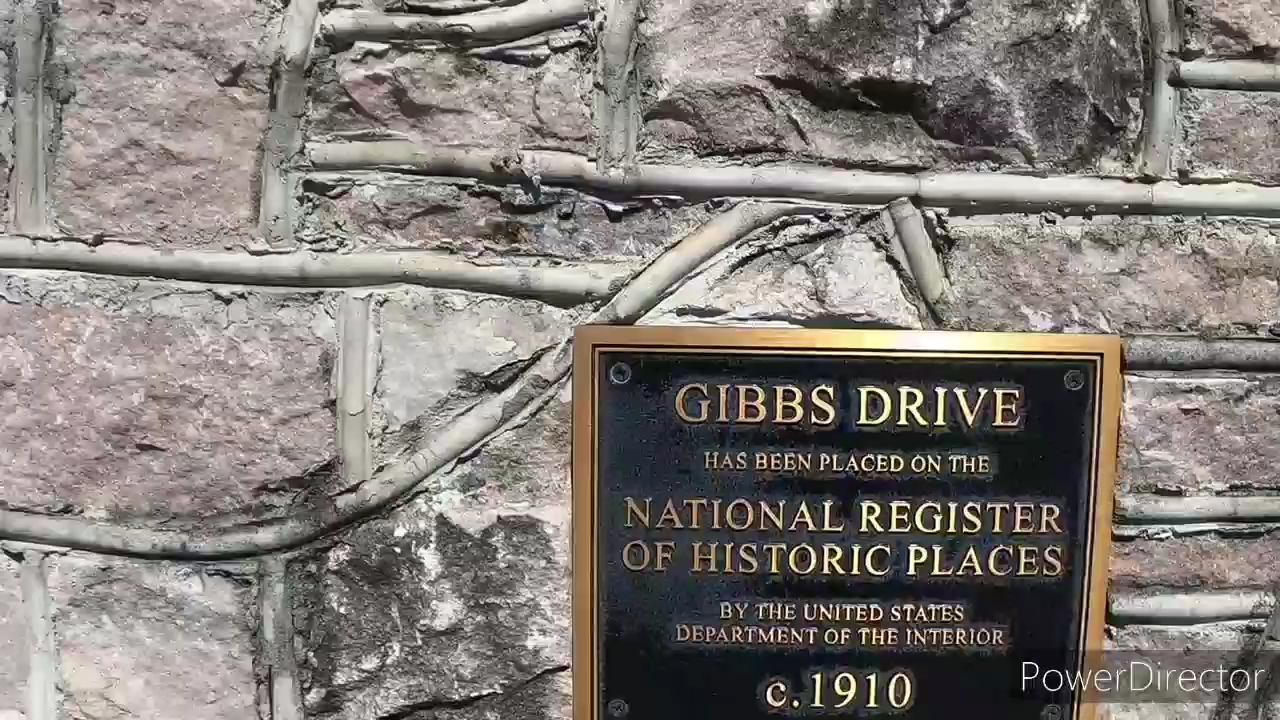 GIBBS DRIVE
HAS BEEN PLACED ON THE
NATIONAL REGISTER
OF HISTORIC PLACES
BY THE UNITED STATES
DEPARTMENT OF THE INTERIOR
c.1910
PowerDirector